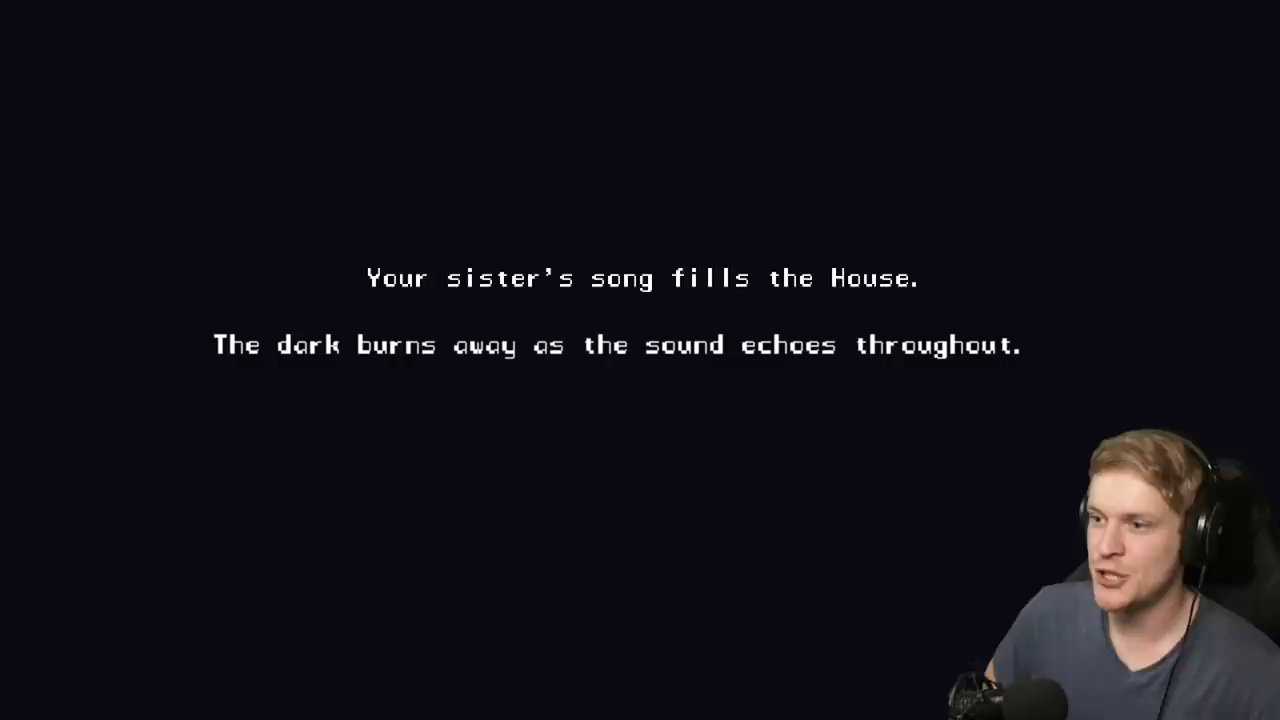 Your sister's song fills the House.
The dark burns away as the sound echoes throughout.